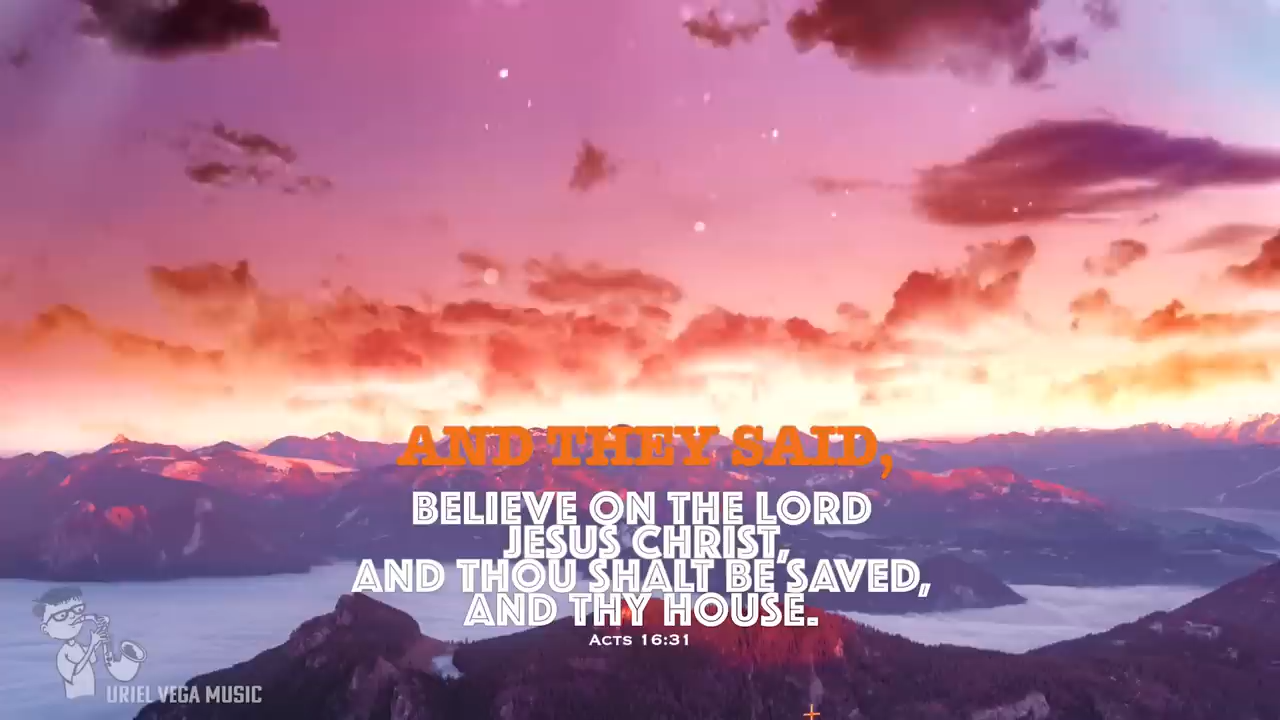 AND THEY SAID,
BELIEVE ON THE LORD
JESUS CHRIST,
AND THOU SHALT BE SAVED,
AND THY HOUSE.
ACTS 16:31
URIEL VEGA MUSIC